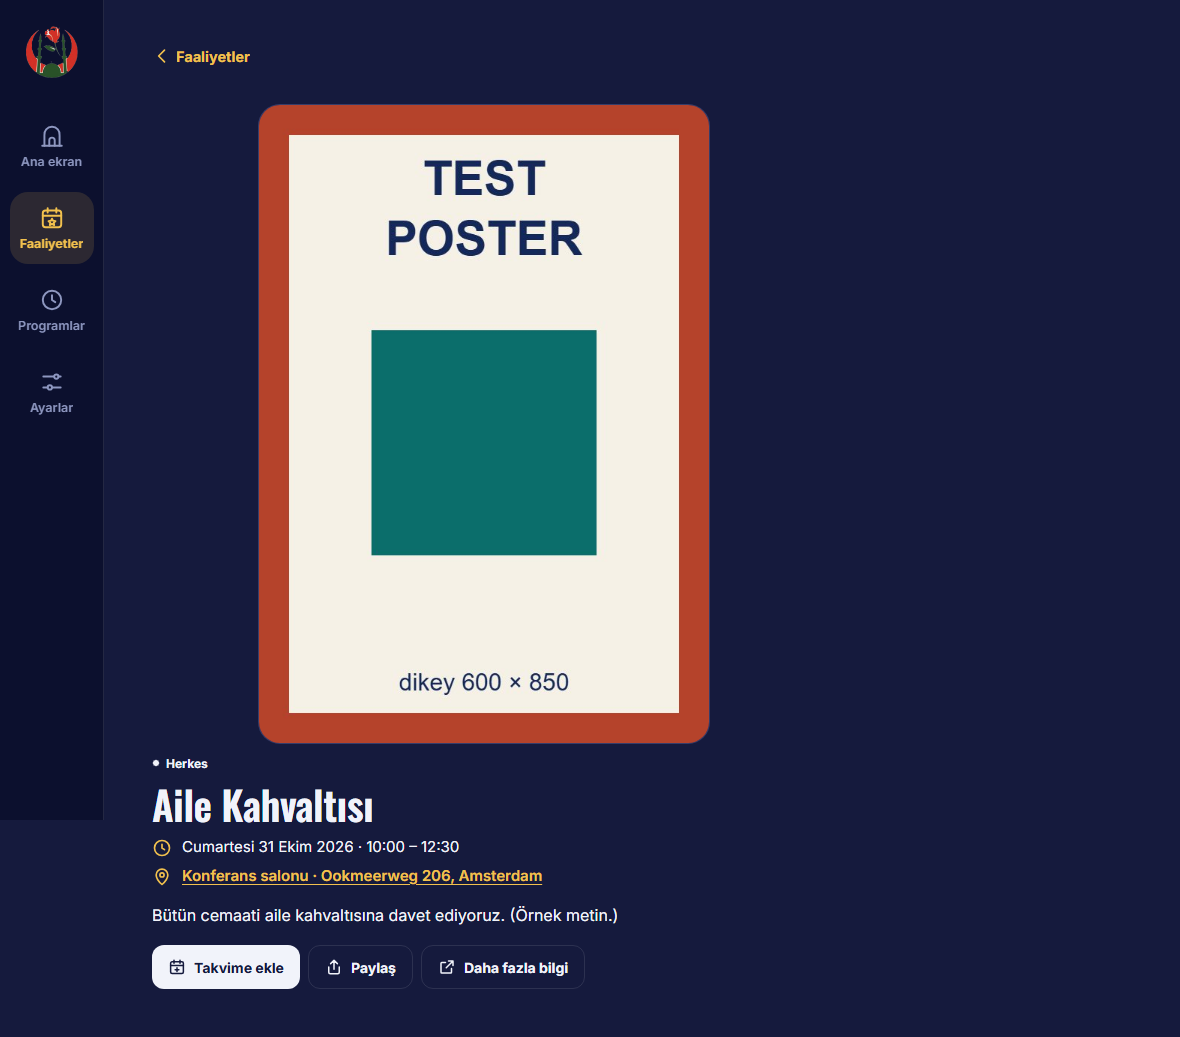 Faaliyetler
Ana ekran
Faaliyetler
Programlar
Ayarlar
TEST
POSTER
dikey 600 × 850
Herkes
Aile Kahvaltısı
Cumartesi 31 Ekim 2026 · 10:00 – 12:30
Konferans salonu · Ookmeerweg 206, Amsterdam
Bütün cemaati aile kahvaltısına davet ediyoruz. (Örnek metin.)
Takvime ekle
Paylaş
Daha fazla bilgi